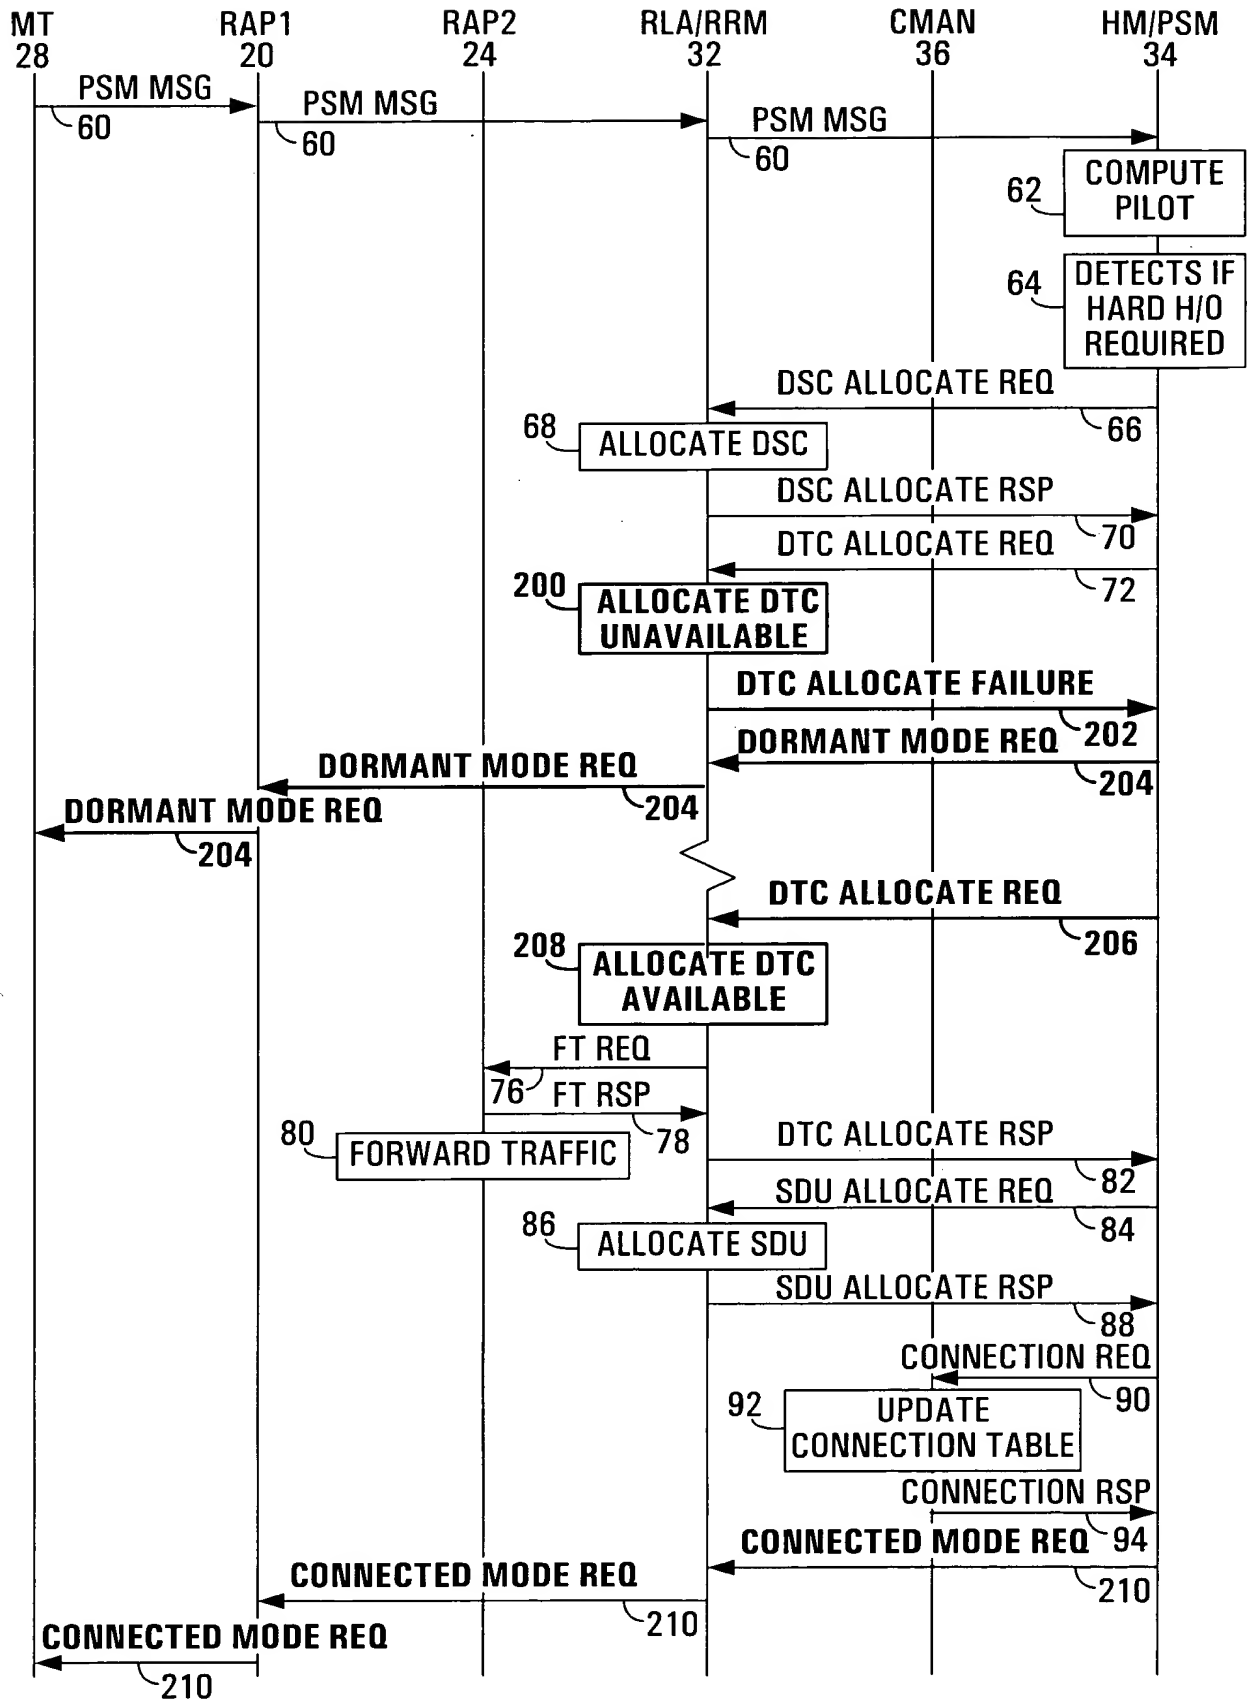 MT RAP1 RAP2 RLA/RRM CMAN HM/PSM
28 20 24 32 36 34
PSM MSG
60
PSM MSG
60
PSM MSG
60
62
COMPUTE
PILOT
64
DETECTS IF
HARD H/O
REQUIRED
DSC ALLOCATE REQ
66
68
ALLOCATE DSC
DSC ALLOCATE RSP
70
DTC ALLOCATE REQ
72
200
ALLOCATE DTC
UNAVAILABLE
DTC ALLOCATE FAILURE
202
DORMANT MODE REQ
204
DORMANT MODE REQ
204
DORMANT MODE REQ
204
DTC ALLOCATE REQ
206
208
ALLOCATE DTC
AVAILABLE
FT REQ
76
FT RSP
78
80
FORWARD TRAFFIC
DTC ALLOCATE RSP
82
SDU ALLOCATE REQ
84
86
ALLOCATE SDU
SDU ALLOCATE RSP
88
CONNECTION REQ
90
92
UPDATE
CONNECTION TABLE
CONNECTION RSP
94
CONNECTED MODE REQ
210
CONNECTED MODE REQ
210
CONNECTED MODE REQ
210